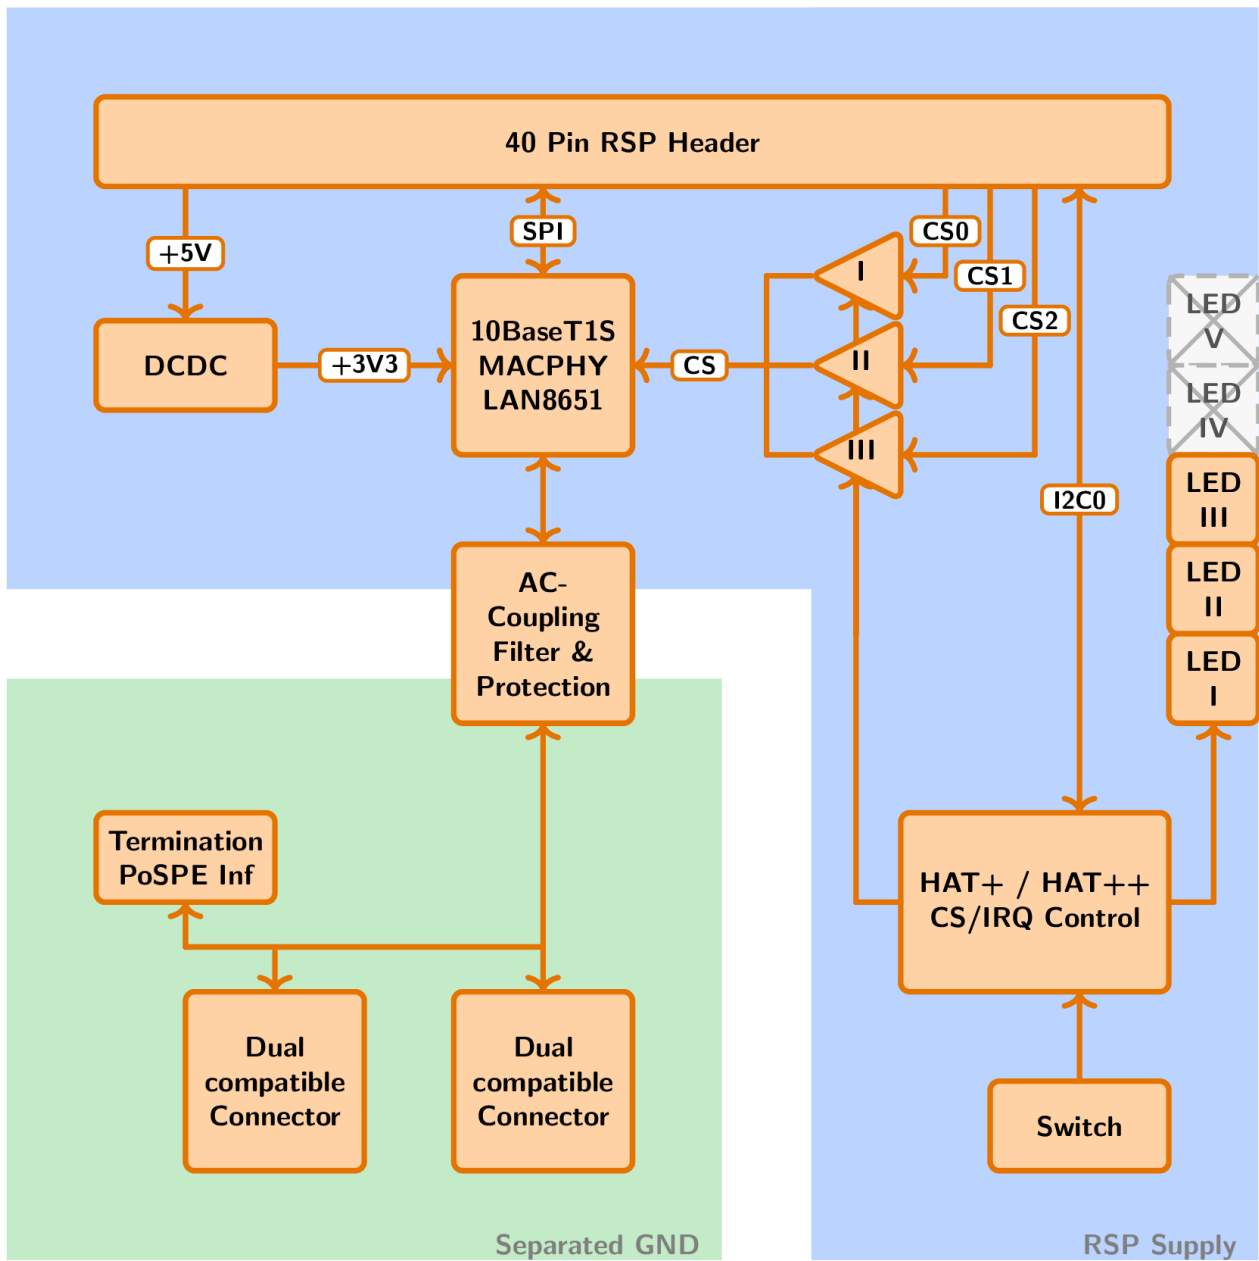 40 Pin RSP Header
SPI
CS0
+5V
CS1
CS2
I
II
III
10BaseT1S
MACPHY
LAN8651
DCDC
+3V3
CS
LED
V
LED
IV
LED
III
LED
II
LED
I
I2C0
AC-
Coupling
Filter &
Protection
Termination
PoSPE Inf
HAT+ / HAT++
CS/IRQ Control
Dual
compatible
Connector
Dual
compatible
Connector
Switch
Separated GND
RSP Supply